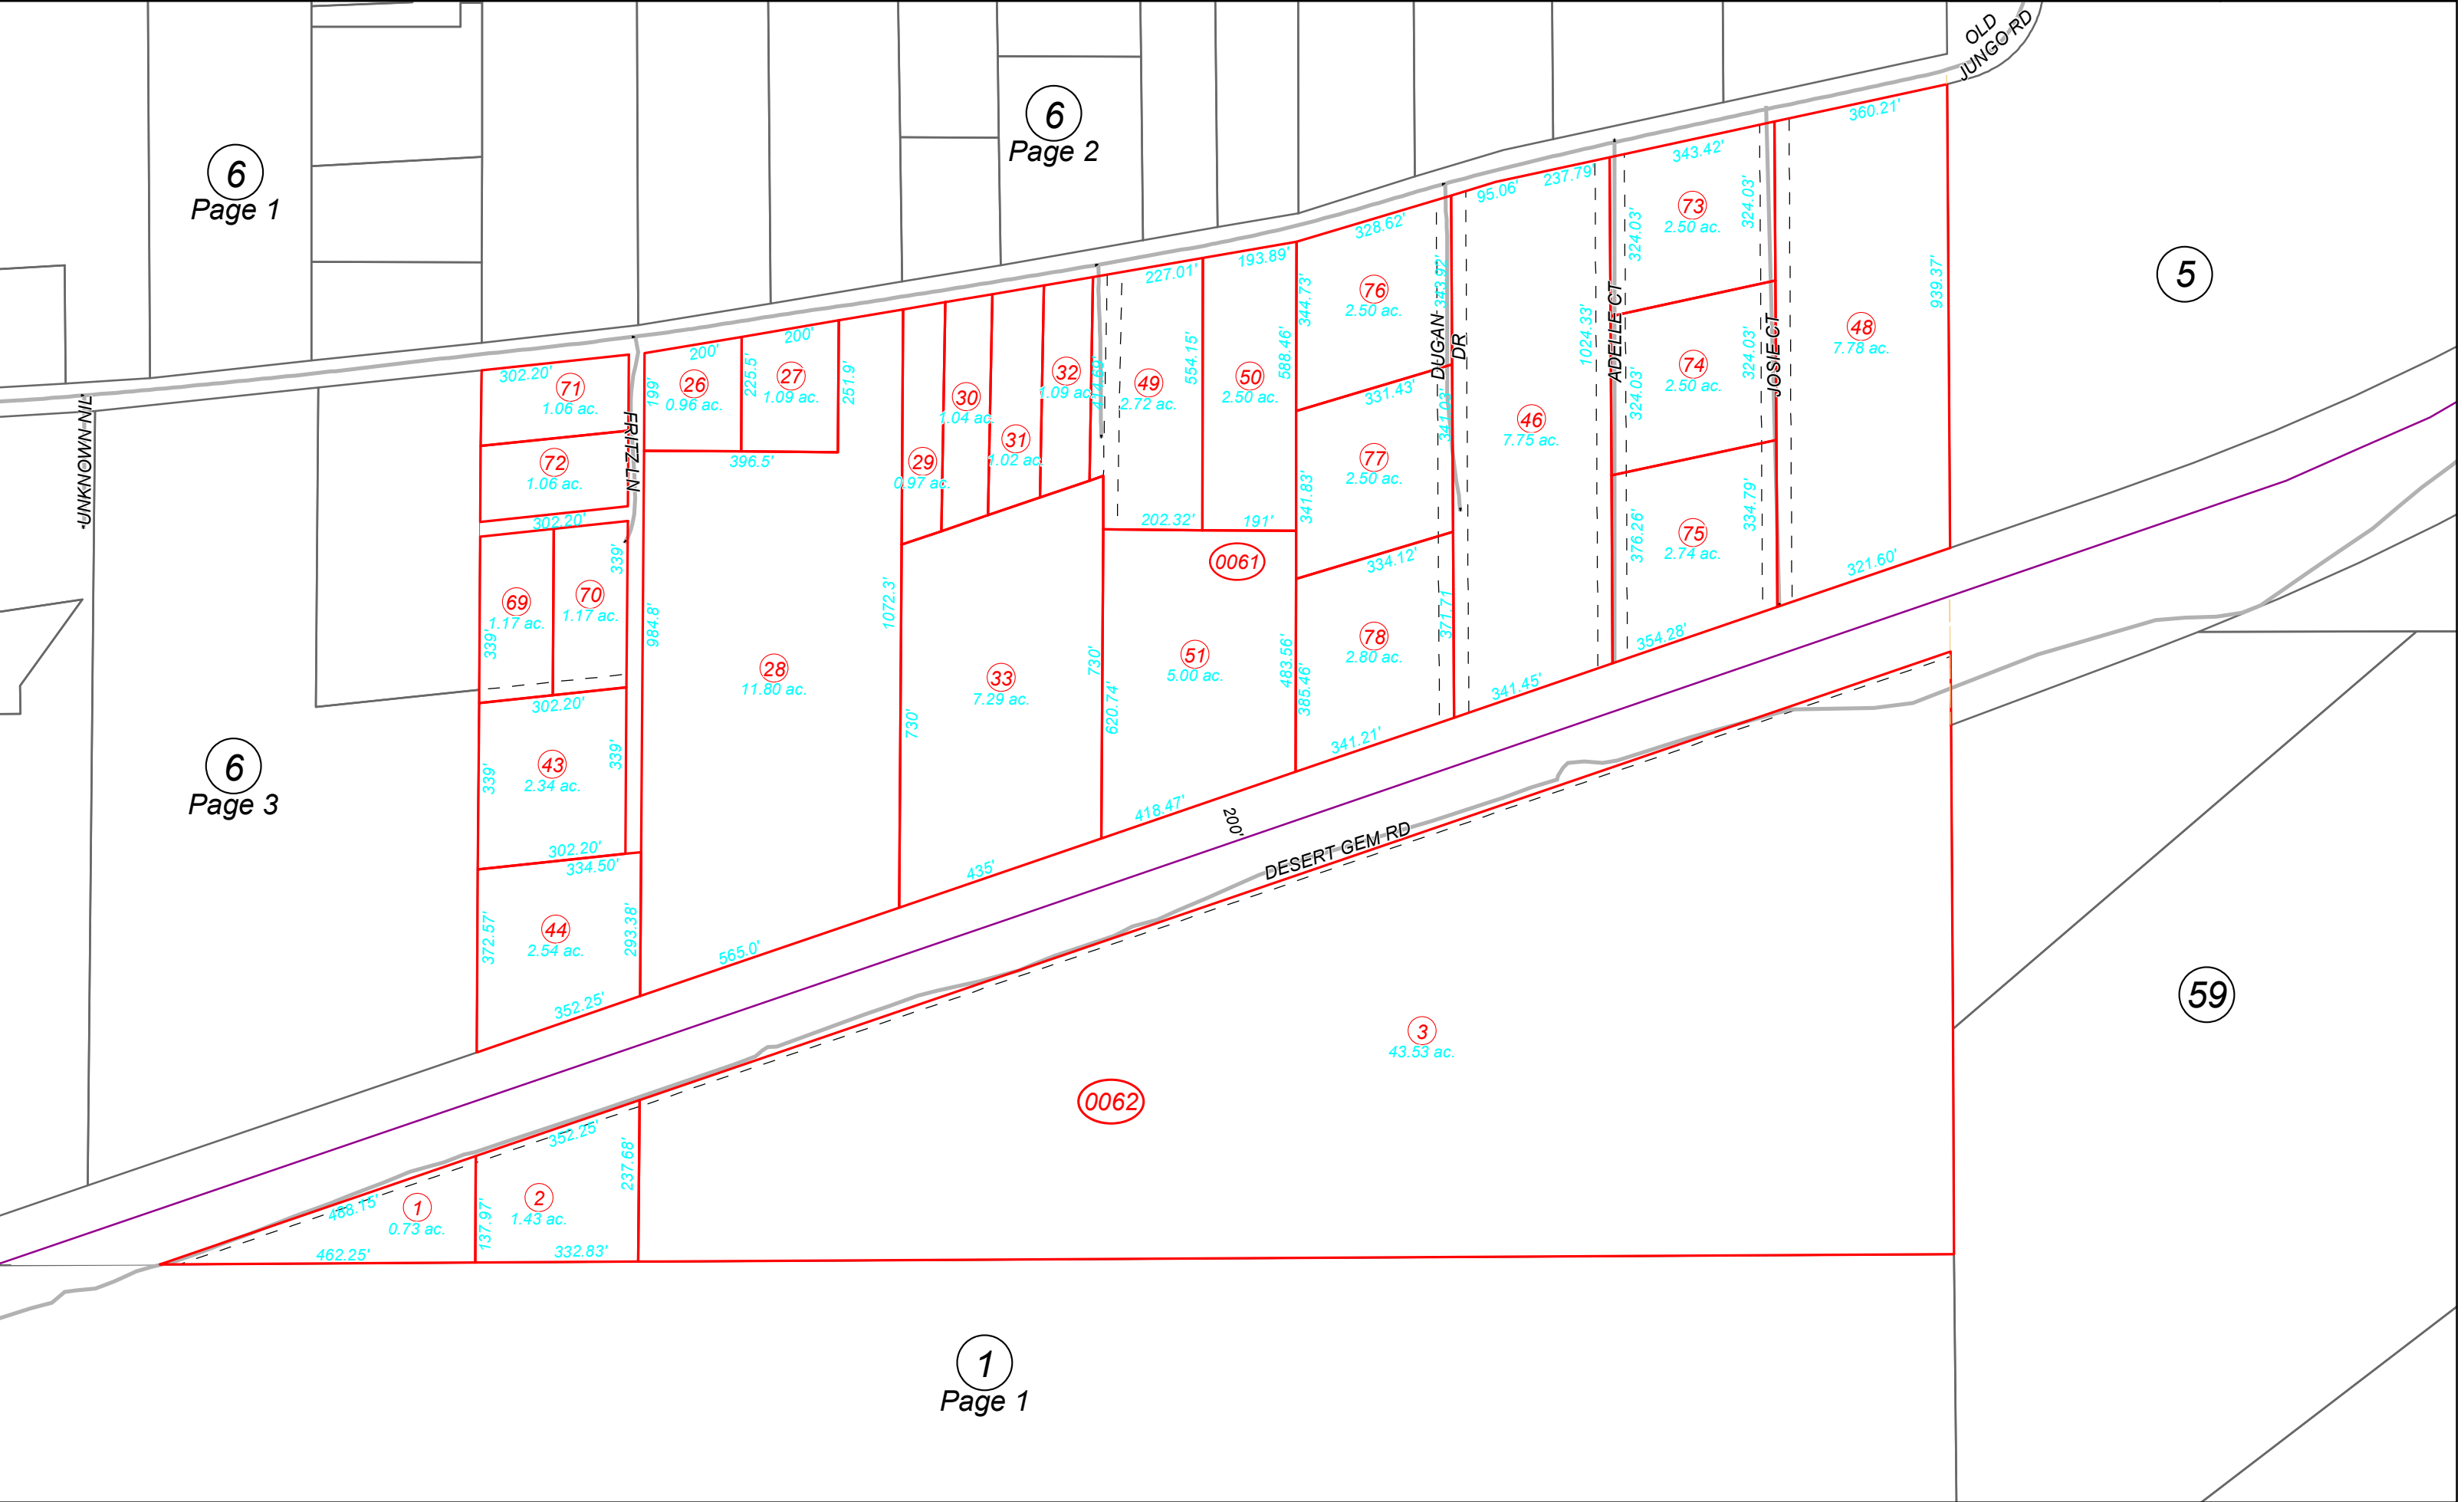 OLD
JUNGO RD
6
Page 1
6
Page 2
5
360.21'
343.42'
237.79'
95.06'
328.62'
193.89'
227.01'
73
2.50 ac.
324.03'
324.03'
939.37'
48
7.78 ac.
76
2.50 ac.
344.73'
343.92'
DUGAN
DR
ADELLE CT
JOSIE CT
1024.33'
46
7.75 ac.
74
2.50 ac.
324.03'
324.03'
331.43'
77
2.50 ac.
341.03'
341.83'
75
2.74 ac.
376.26'
334.79'
321.60'
354.28'
334.12'
78
2.80 ac.
371.71
385.46'
341.45'
341.21'
49
2.72 ac.
554.15'
50
2.50 ac.
588.46'
202.32'
191'
0061
51
5.00 ac.
483.56'
620.74'
730'
418.47'
200'
32
1.09 ac.
414.69'
30
1.04 ac.
31
1.02 ac.
29
0.97 ac.
200'
200'
26
0.96 ac.
199'
225.5'
27
1.09 ac.
251.9'
396.5'
28
11.80 ac.
984.8'
1072.3'
730'
33
7.29 ac.
435'
565.0'
302.20'
71
1.06 ac.
72
1.06 ac.
FRITZ LN
302.20'
339'
69
1.17 ac.
70
1.17 ac.
339'
302.20'
43
2.34 ac.
339'
339'
302.20'
334.50'
44
2.54 ac.
372.57'
293.38'
352.25'
-UNKNOWN LN
6
Page 3
DESERT GEM RD
59
3
43.53 ac.
0062
352.25'
237.68'
2
1.43 ac.
137.97'
332.83'
488.15'
1
0.73 ac.
462.25'
1
Page 1